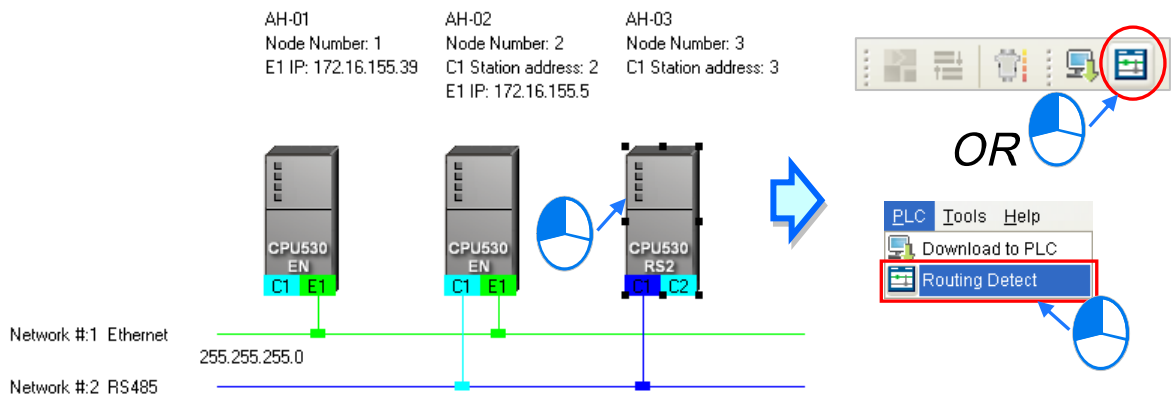 AH-01
Node Number: 1
E1 IP: 172.16.155.39
AH-02
Node Number: 2
C1 Station address: 2
E1 IP: 172.16.155.5
AH-03
Node Number: 3
C1 Station address: 3
CPU530
EN
C1 E1
CPU530
EN
C1 E1
CPU530
RS2
C1 C2
Network #:1 Ethernet
255.255.255.0
Network #:2 RS485
OR
PLC Tools Help
Download to PLC
Routing Detect